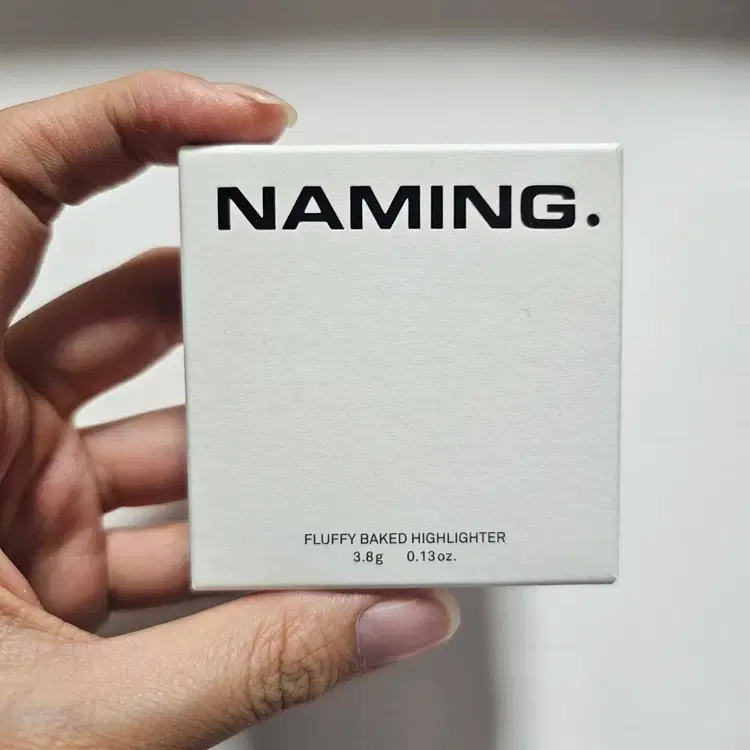 NAMING.
FLUFFY BAKED HIGHLIGHTER
3.8g 0.13oz.